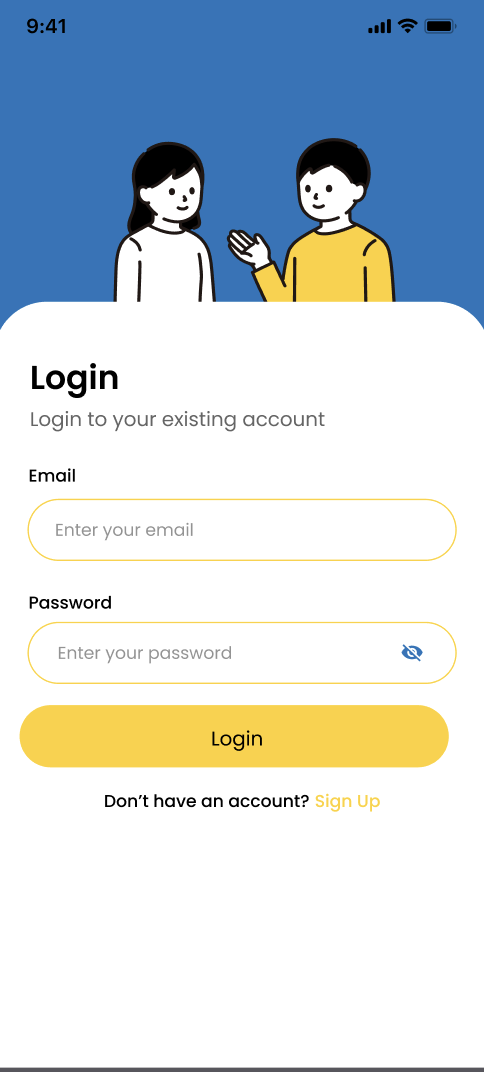 9:41
Login
Login to your existing account
Email
Enter your email
Password
Enter your password
Login
Don’t have an account? Sign Up